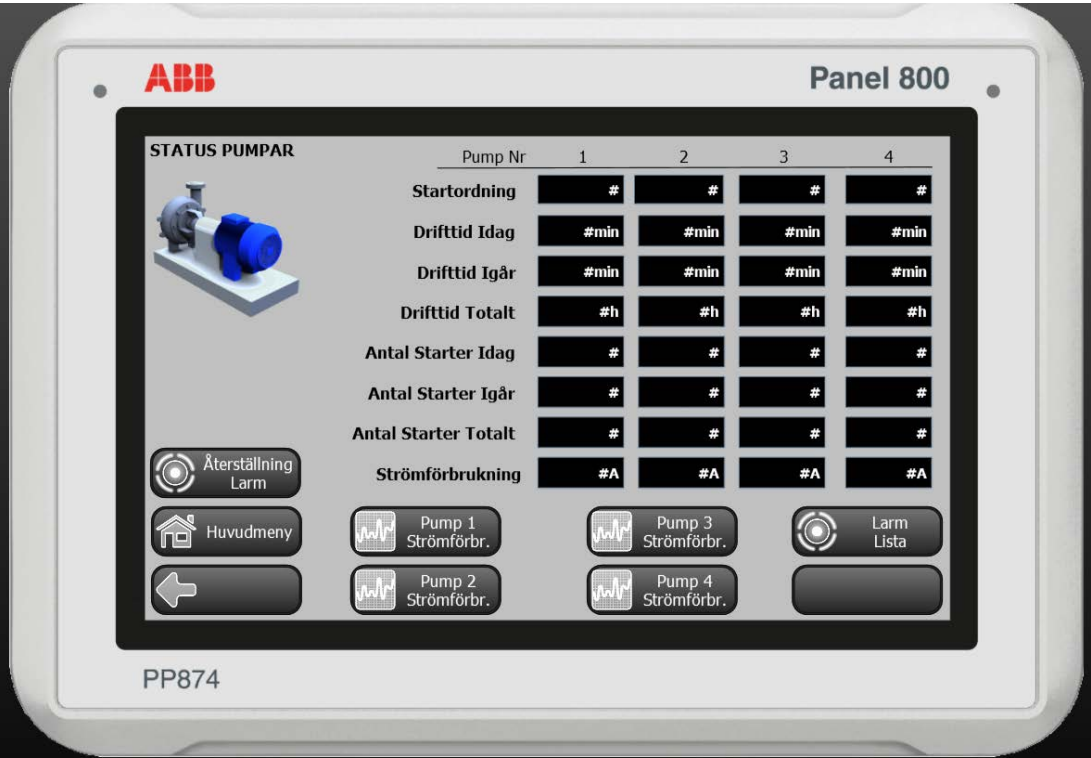 ABB
Panel 800
STATUS PUMPAR
Pump Nr 1 2 3 4
Startordning # # # #
Drifttid Idag #min #min #min #min
Drifttid Igår #min #min #min #min
Drifttid Totalt #h #h #h #h
Antal Starter Idag # # # #
Antal Starter Igår # # # #
Antal Starter Totalt # # # #
Strömförbrukning #A #A #A #A
Återställning
Larm
Huvudmeny
Pump 1
Strömförbr.
Pump 3
Strömförbr.
Larm
Lista
Pump 2
Strömförbr.
Pump 4
Strömförbr.
PP874